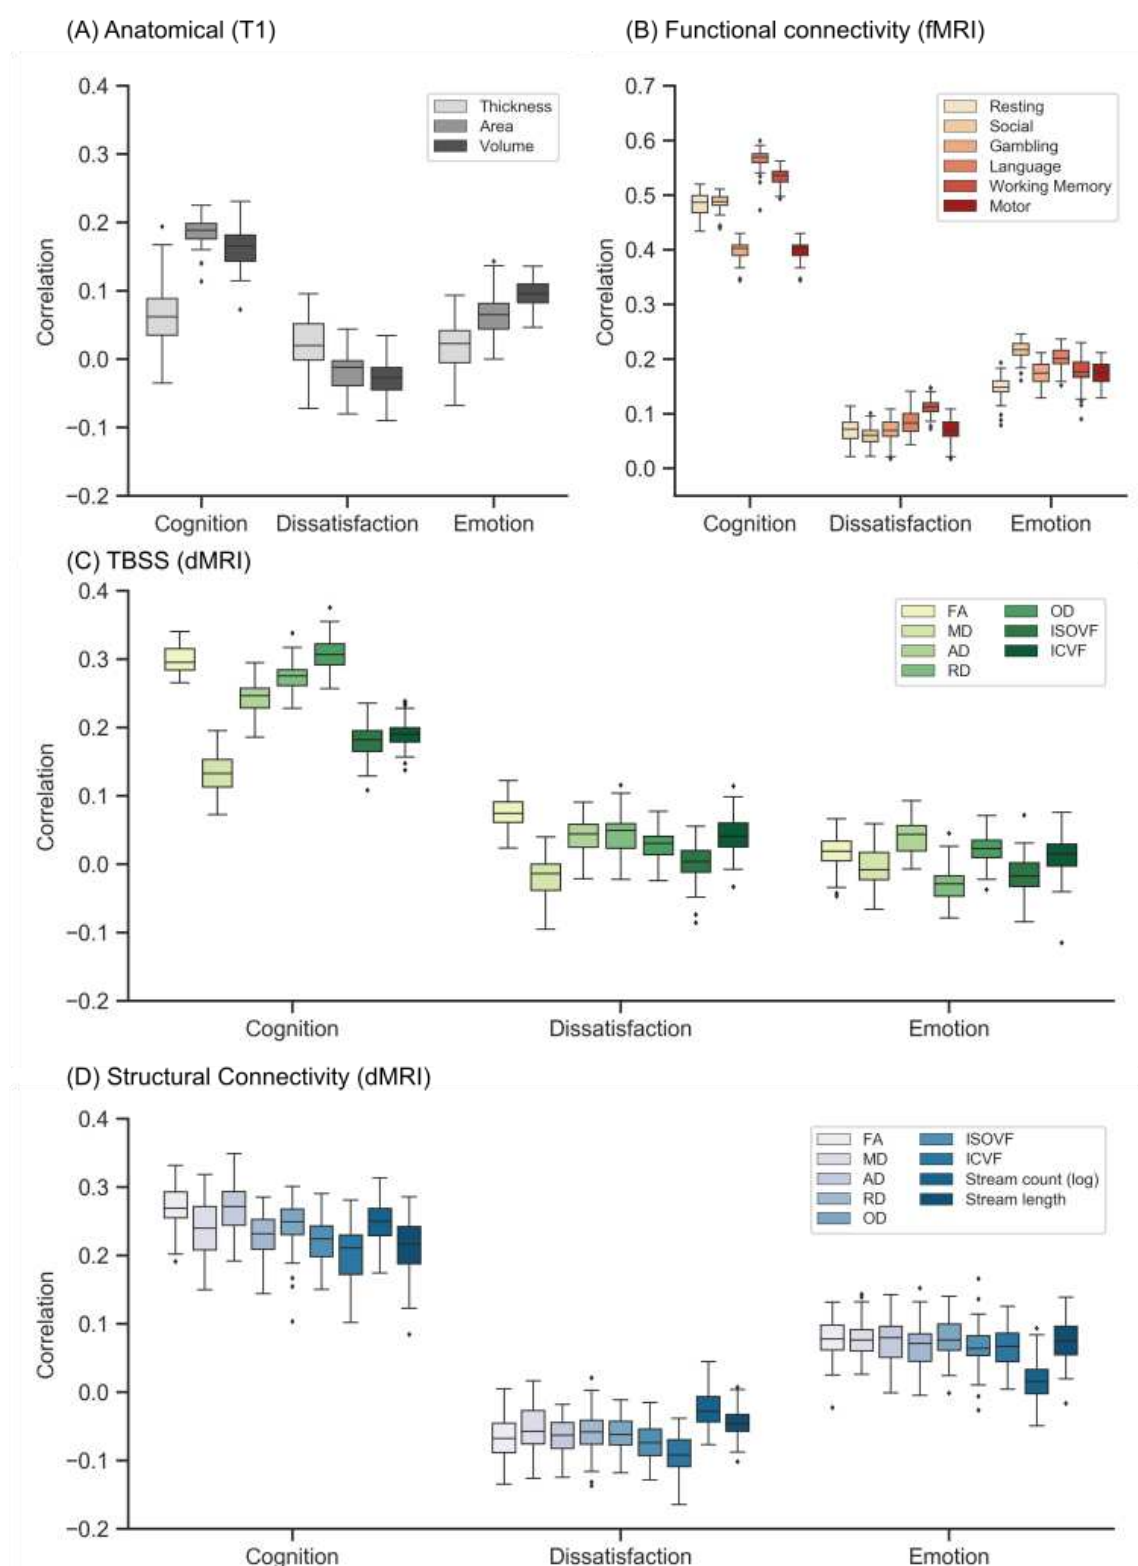 (A) Anatomical (T1)
0.4
0.3
0.2
0.1
0.0
−0.1
−0.2
Correlation
Thickness
Area
Volume
Cognition Dissatisfaction Emotion
(B) Functional connectivity (fMRI)
0.7
0.6
0.5
0.4
0.3
0.2
0.1
0.0
Correlation
Resting
Social
Gambling
Language
Working Memory
Motor
Cognition Dissatisfaction Emotion
(C) TBSS (dMRI)
0.4
0.3
0.2
0.1
0.0
−0.1
−0.2
Correlation
FA
MD
AD
RD
OD
ISOVF
ICVF
Cognition Dissatisfaction Emotion
(D) Structural Connectivity (dMRI)
0.4
0.3
0.2
0.1
0.0
−0.1
−0.2
Correlation
FA
MD
AD
RD
OD
ISOVF
ICVF
Stream count (log)
Stream length
Cognition Dissatisfaction Emotion